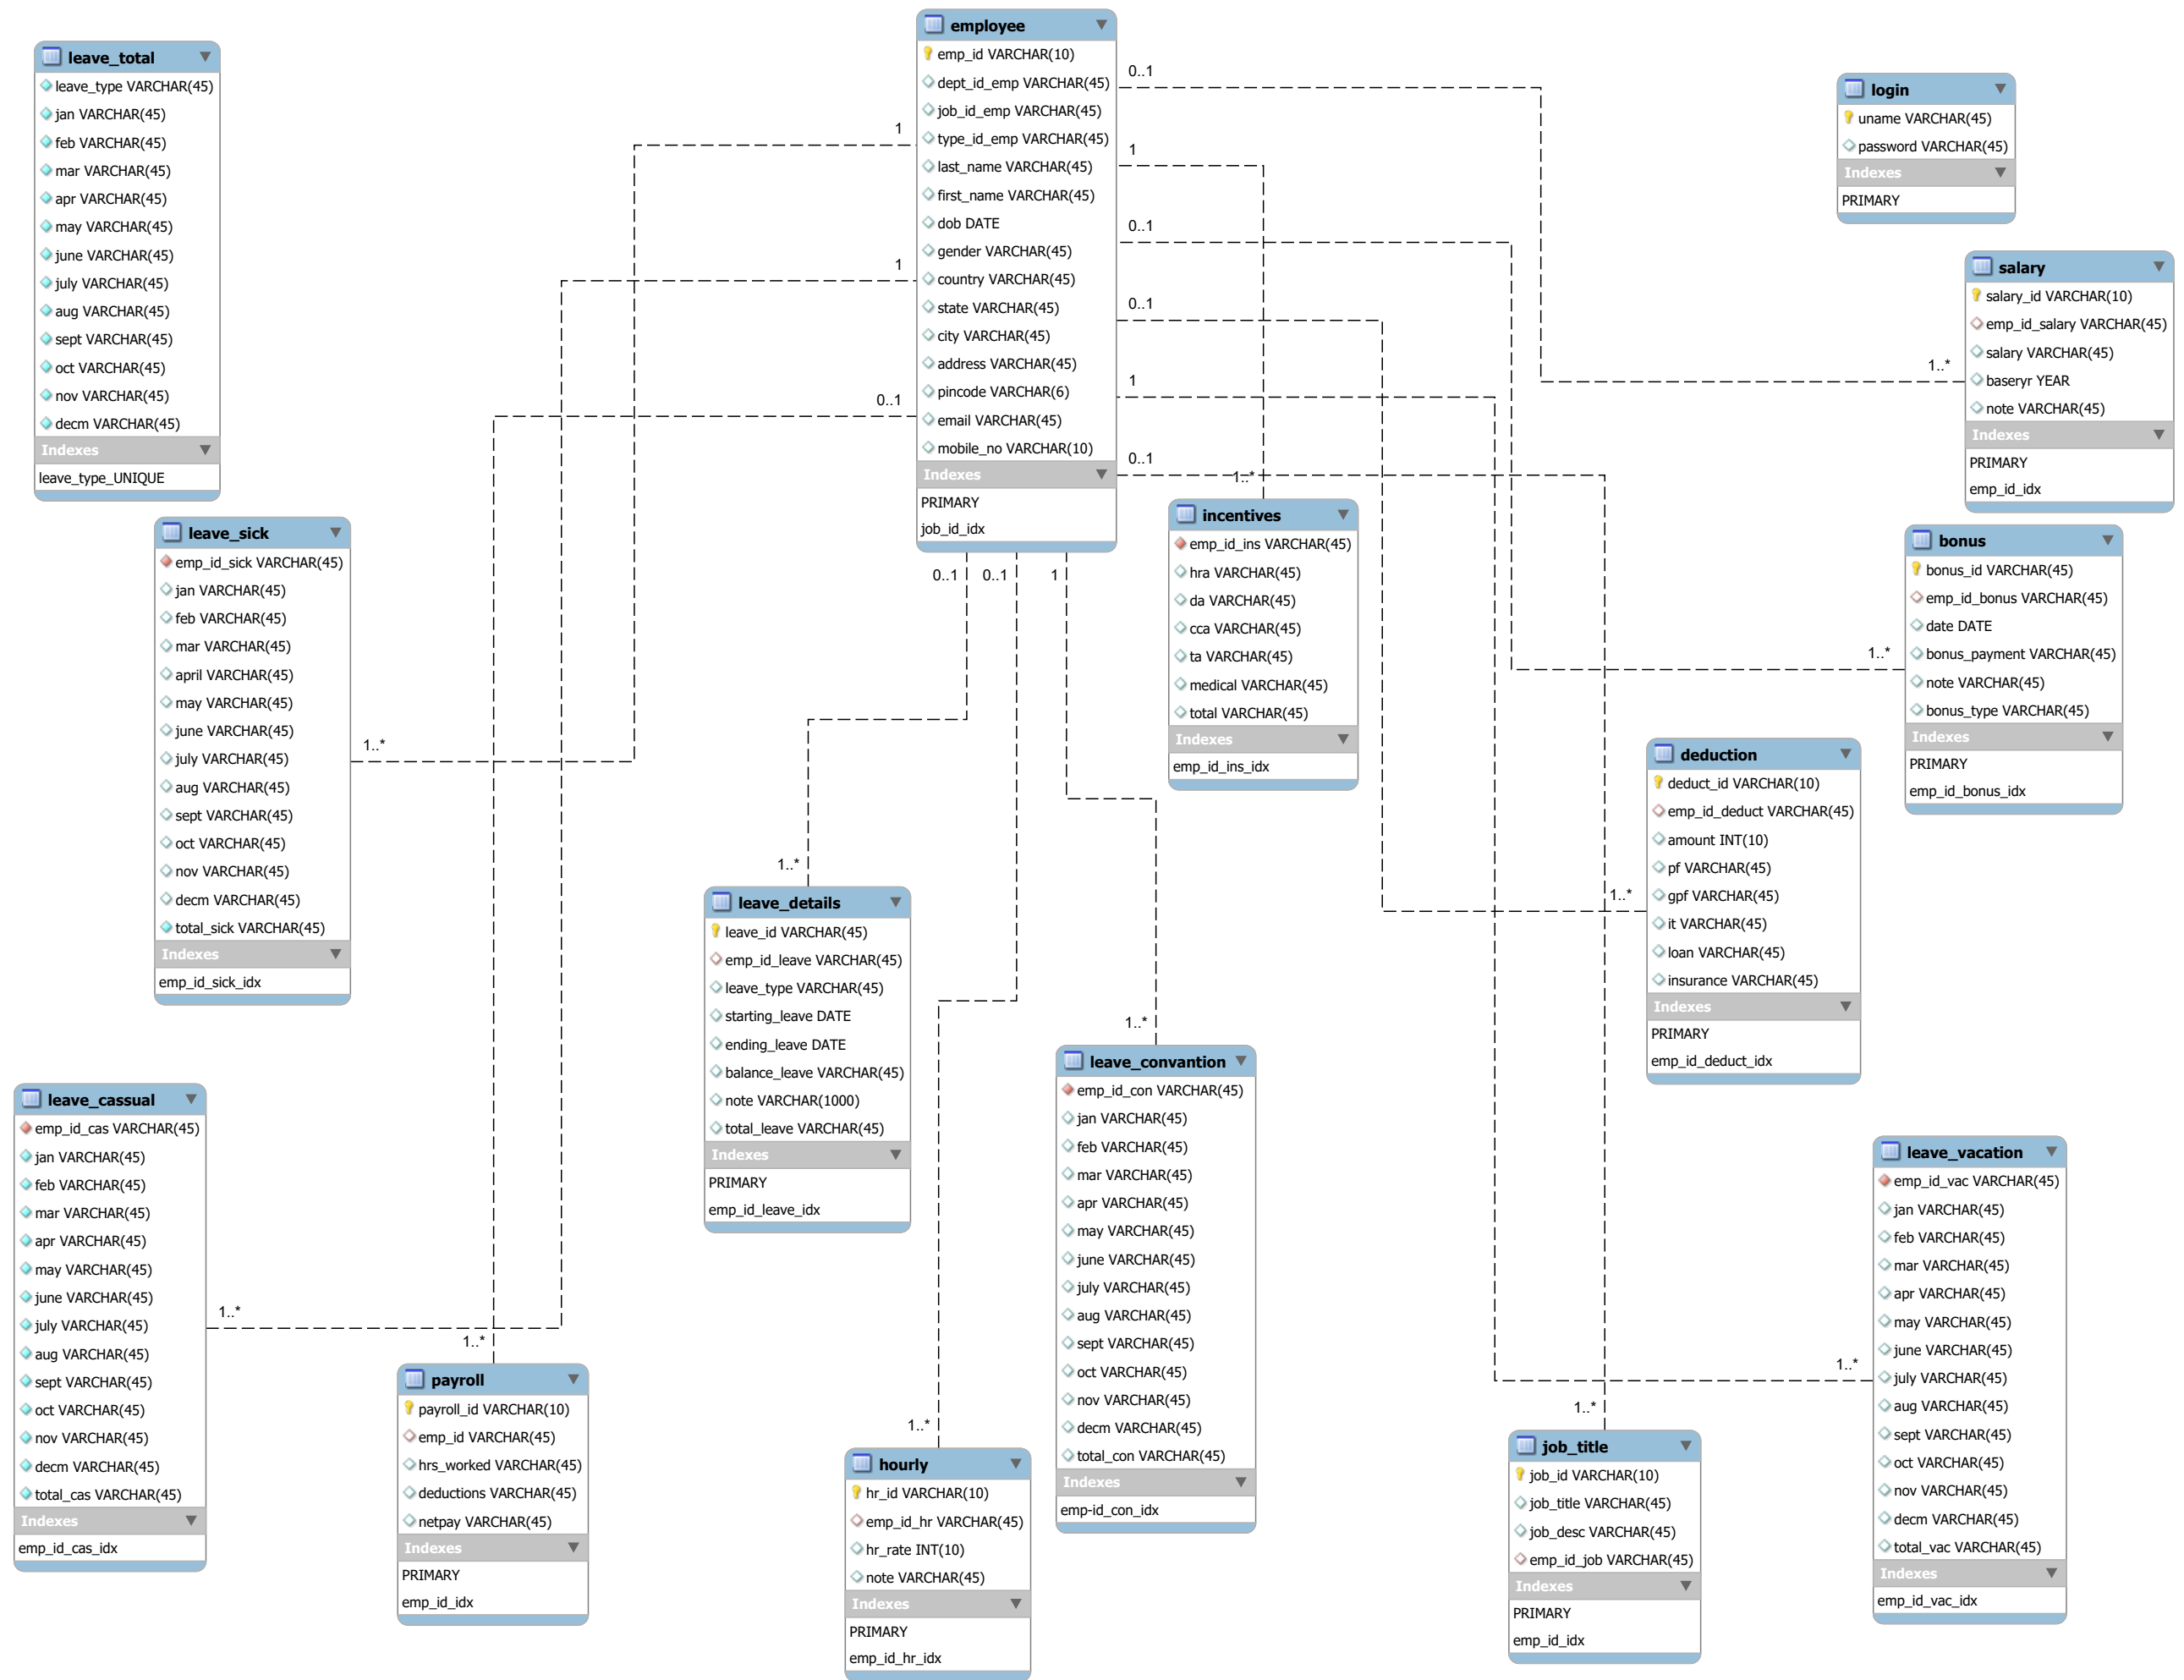 employee
emp_id VARCHAR(10)
dept_id_emp VARCHAR(45)
job_id_emp VARCHAR(45)
type_id_emp VARCHAR(45)
last_name VARCHAR(45)
first_name VARCHAR(45)
dob DATE
gender VARCHAR(45)
country VARCHAR(45)
state VARCHAR(45)
city VARCHAR(45)
address VARCHAR(45)
pincode VARCHAR(6)
email VARCHAR(45)
mobile_no VARCHAR(10)
Indexes
PRIMARY
job_id_idx
1
1
0..1
0..1
1
0..1
0..1
1
0..1
0..1
0..1
1
leave_total
leave_type VARCHAR(45)
jan VARCHAR(45)
feb VARCHAR(45)
mar VARCHAR(45)
apr VARCHAR(45)
may VARCHAR(45)
june VARCHAR(45)
july VARCHAR(45)
aug VARCHAR(45)
sept VARCHAR(45)
oct VARCHAR(45)
nov VARCHAR(45)
decm VARCHAR(45)
Indexes
leave_type_UNIQUE
login
uname VARCHAR(45)
password VARCHAR(45)
Indexes
PRIMARY
1..*
salary
salary_id VARCHAR(10)
emp_id_salary VARCHAR(45)
salary VARCHAR(45)
baseryr YEAR
note VARCHAR(45)
Indexes
PRIMARY
emp_id_idx
1..*
leave_sick
emp_id_sick VARCHAR(45)
jan VARCHAR(45)
feb VARCHAR(45)
mar VARCHAR(45)
april VARCHAR(45)
may VARCHAR(45)
june VARCHAR(45)
july VARCHAR(45)
aug VARCHAR(45)
sept VARCHAR(45)
oct VARCHAR(45)
nov VARCHAR(45)
decm VARCHAR(45)
total_sick VARCHAR(45)
Indexes
emp_id_sick_idx
1..*
incentives
emp_id_ins VARCHAR(45)
hra VARCHAR(45)
da VARCHAR(45)
cca VARCHAR(45)
ta VARCHAR(45)
medical VARCHAR(45)
total VARCHAR(45)
Indexes
emp_id_ins_idx
1..*
bonus
bonus_id VARCHAR(45)
emp_id_bonus VARCHAR(45)
date DATE
bonus_payment VARCHAR(45)
note VARCHAR(45)
bonus_type VARCHAR(45)
Indexes
PRIMARY
emp_id_bonus_idx
1..*
deduction
deduct_id VARCHAR(10)
emp_id_deduct VARCHAR(45)
amount INT(10)
pf VARCHAR(45)
gpf VARCHAR(45)
it VARCHAR(45)
loan VARCHAR(45)
insurance VARCHAR(45)
Indexes
PRIMARY
emp_id_deduct_idx
1..*
leave_details
leave_id VARCHAR(45)
emp_id_leave VARCHAR(45)
leave_type VARCHAR(45)
starting_leave DATE
ending_leave DATE
balance_leave VARCHAR(45)
note VARCHAR(1000)
total_leave VARCHAR(45)
Indexes
PRIMARY
emp_id_leave_idx
1..*
leave_convantion
emp_id_con VARCHAR(45)
jan VARCHAR(45)
feb VARCHAR(45)
mar VARCHAR(45)
apr VARCHAR(45)
may VARCHAR(45)
june VARCHAR(45)
july VARCHAR(45)
aug VARCHAR(45)
sept VARCHAR(45)
oct VARCHAR(45)
nov VARCHAR(45)
decm VARCHAR(45)
total_con VARCHAR(45)
Indexes
emp-id_con_idx
leave_cassual
emp_id_cas VARCHAR(45)
jan VARCHAR(45)
feb VARCHAR(45)
mar VARCHAR(45)
apr VARCHAR(45)
may VARCHAR(45)
june VARCHAR(45)
july VARCHAR(45)
aug VARCHAR(45)
sept VARCHAR(45)
oct VARCHAR(45)
nov VARCHAR(45)
decm VARCHAR(45)
total_cas VARCHAR(45)
Indexes
emp_id_cas_idx
1..*
1..*
payroll
payroll_id VARCHAR(10)
emp_id VARCHAR(45)
hrs_worked VARCHAR(45)
deductions VARCHAR(45)
netpay VARCHAR(45)
Indexes
PRIMARY
emp_id_idx
1..*
hourly
hr_id VARCHAR(10)
emp_id_hr VARCHAR(45)
hr_rate INT(10)
note VARCHAR(45)
Indexes
PRIMARY
emp_id_hr_idx
1..*
job_title
job_id VARCHAR(10)
job_title VARCHAR(45)
job_desc VARCHAR(45)
emp_id_job VARCHAR(45)
Indexes
PRIMARY
emp_id_idx
1..*
leave_vacation
emp_id_vac VARCHAR(45)
jan VARCHAR(45)
feb VARCHAR(45)
mar VARCHAR(45)
apr VARCHAR(45)
may VARCHAR(45)
june VARCHAR(45)
july VARCHAR(45)
aug VARCHAR(45)
sept VARCHAR(45)
oct VARCHAR(45)
nov VARCHAR(45)
decm VARCHAR(45)
total_vac VARCHAR(45)
Indexes
emp_id_vac_idx